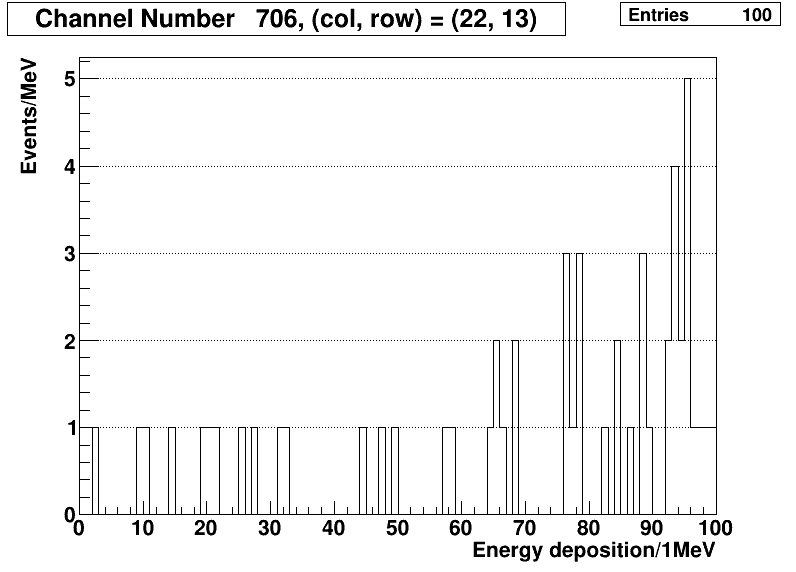 Channel Number 706, (col, row) = (22, 13)
Entries 100
Events/MeV
5
4
3
2
1
0
0 10 20 30 40 50 60 70 80 90 100
Energy deposition/1MeV